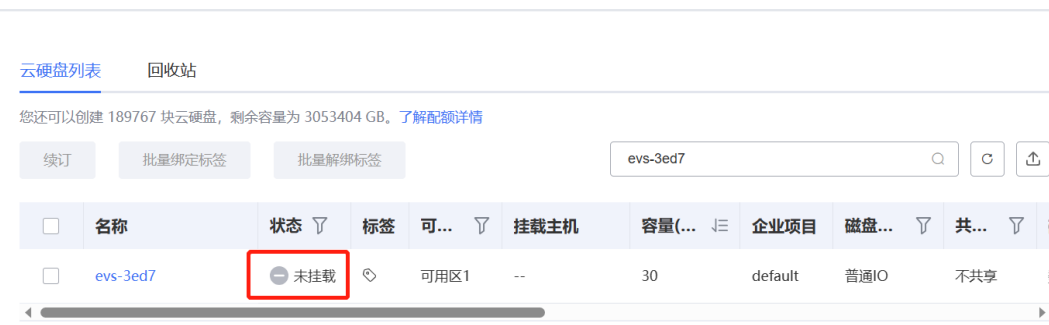 云硬盘列表 回收站
您还可以创建 189767 块云硬盘，剩余容量为 3053404 GB。了解配额详情
续订 批量绑定标签 批量解绑标签 evs-3ed7
名称 状态 标签 可... 挂载主机 容量(... 企业项目 磁盘... 共...
evs-3ed7 未挂载 可用区1 -- 30 default 普通IO 不共享